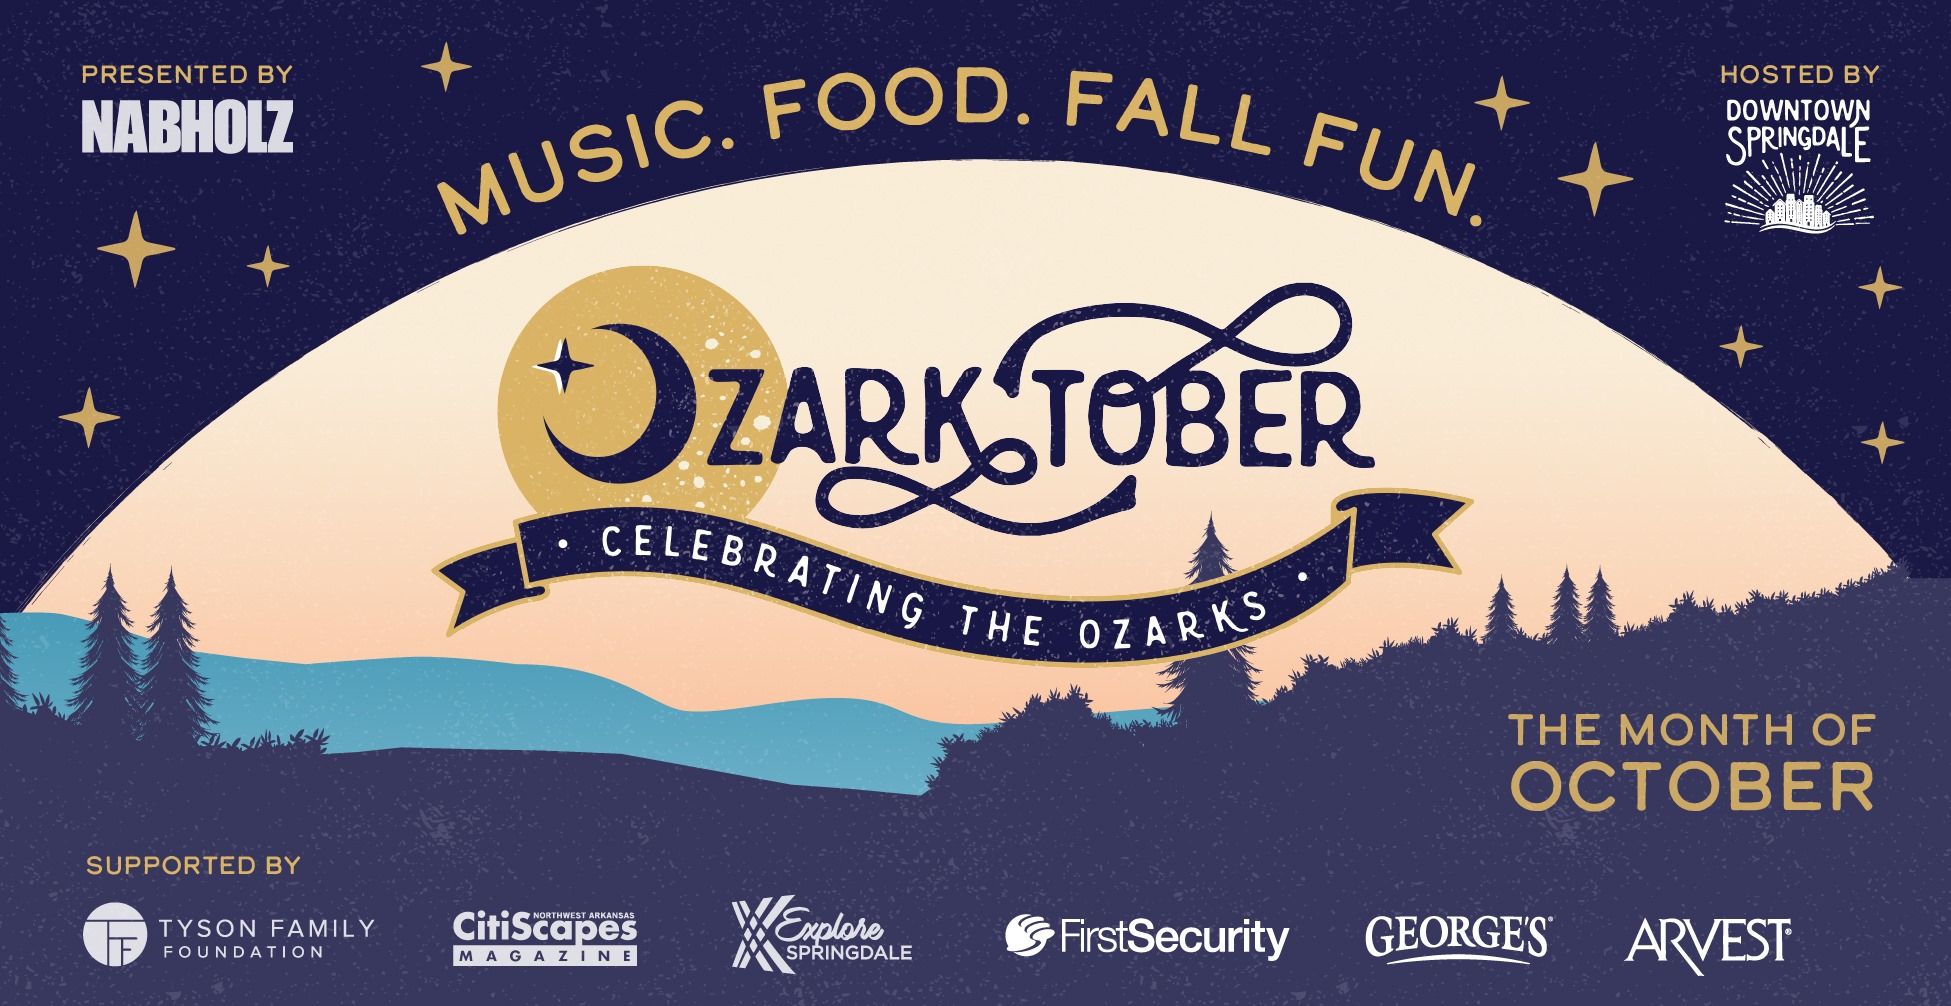 PRESENTED BY
NABHOLZ
MUSIC. FOOD. FALL FUN.
HOSTED BY
DOWNTOWN
SPRINGDALE
OZARKTOBER
• CELEBRATING THE OZARKS •
THE MONTH OF
OCTOBER
SUPPORTED BY
TF
TYSON FAMILY
FOUNDATION
NORTHWEST ARKANSAS
CitiScapes
MAGAZINE
Explore
SPRINGDALE
FirstSecurity
GEORGE'S®
ARVEST®